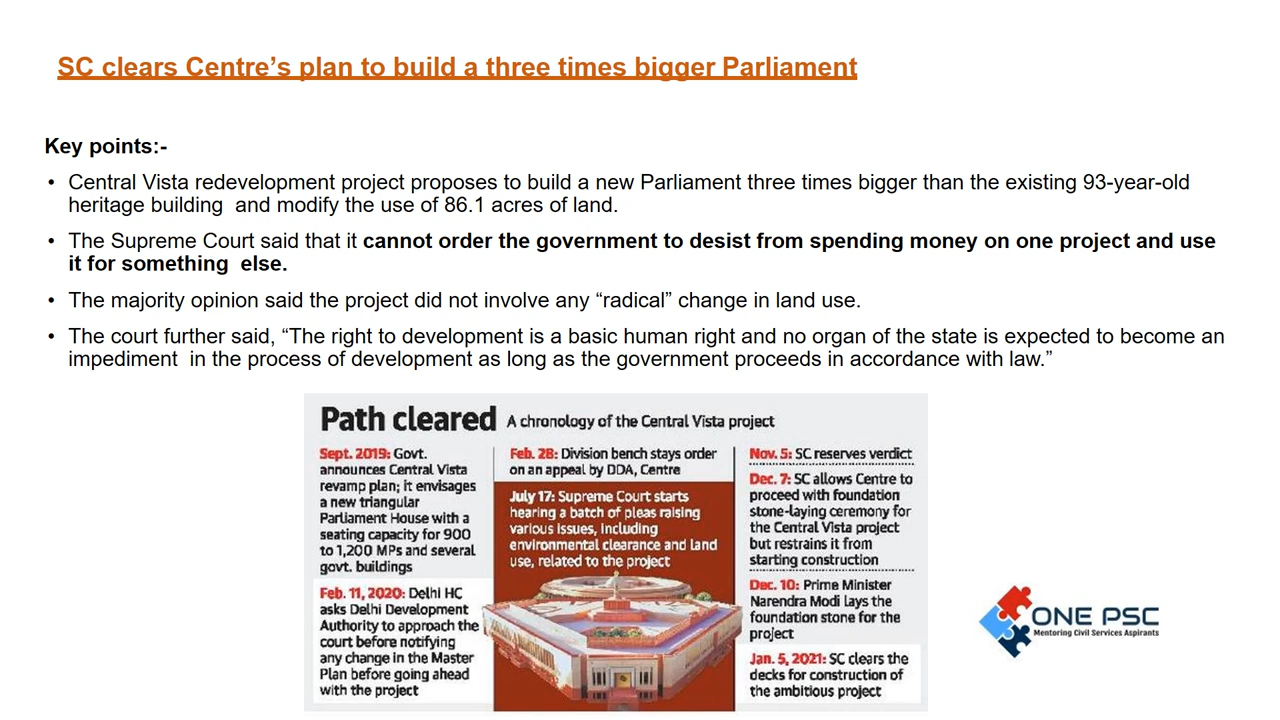 SC clears Centre’s plan to build a three times bigger Parliament
Key points:-
• Central Vista redevelopment project proposes to build a new Parliament three times bigger than the existing 93-year-old
heritage building and modify the use of 86.1 acres of land.
• The Supreme Court said that it cannot order the government to desist from spending money on one project and use
it for something else.
• The majority opinion said the project did not involve any “radical” change in land use.
• The court further said, “The right to development is a basic human right and no organ of the state is expected to become an
impediment in the process of development as long as the government proceeds in accordance with law.”
Path cleared A chronology of the Central Vista project
Sept. 2019: Govt.
announces Central Vista
revamp plan; it envisages
a new triangular
Parliament House with a
seating capacity for 900
to 1,200 MPs and several
govt. buildings
Feb. 11, 2020: Delhi HC
asks Delhi Development
Authority to approach the
court before notifying
any change in the Master
Plan before going ahead
with the project
Feb. 28: Division bench stays order
on an appeal by DDA, Centre
July 17: Supreme Court starts
hearing a batch of pleas raising
various issues, including
environmental clearance and land
use, related to the project
Nov. 5: SC reserves verdict
Dec. 7: SC allows Centre to
proceed with foundation
stone-laying ceremony for
the Central Vista project
but restrains it from
starting construction
Dec. 10: Prime Minister
Narendra Modi lays the
foundation stone for the
project
Jan. 5, 2021: SC clears the
decks for construction of
the ambitious project
ONE PSC
Mentoring Civil Services Aspirants